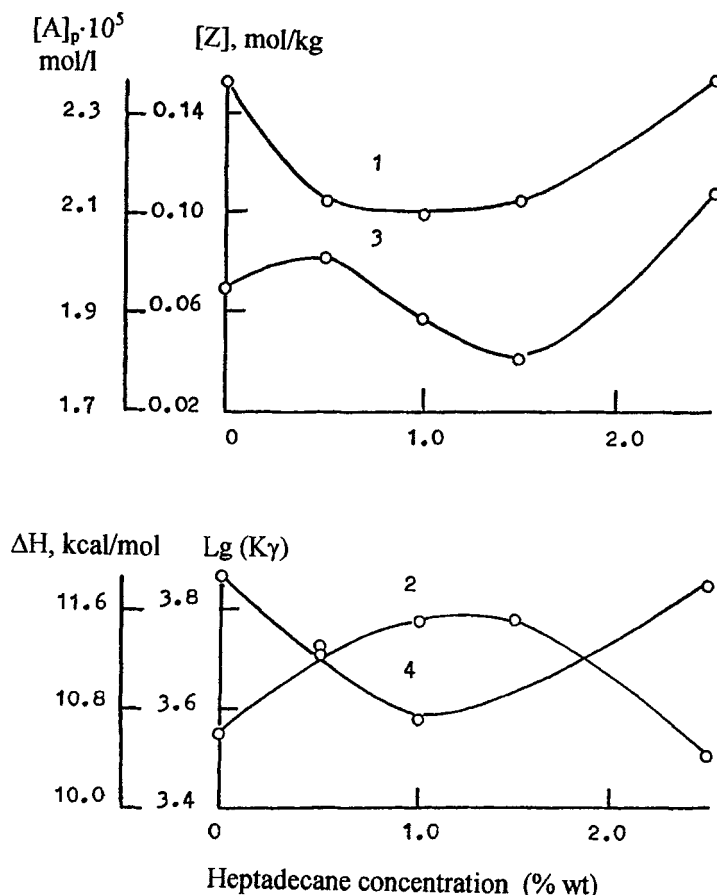 [A]p·10⁵ [Z], mol/kg
mol/l
2.3 0.14
1
2.1 0.10
3
1.9 0.06
1.7 0.02
0 1.0 2.0
ΔH, kcal/mol Lg (Kγ)
2
11.6 3.8
4
10.8 3.6
10.0 3.4
0 1.0 2.0
Heptadecane concentration (% wt)